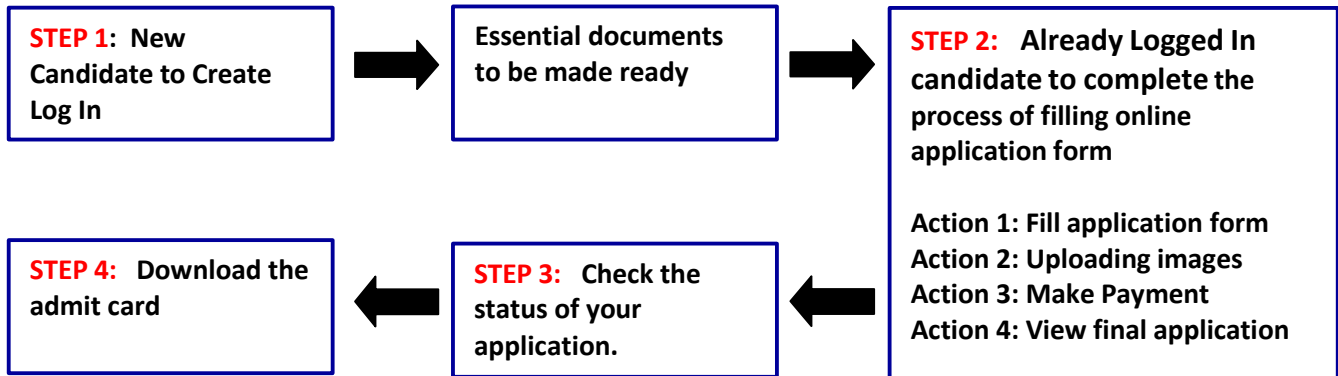 STEP 1: New
Candidate to Create
Log In
Essential documents
to be made ready
STEP 2: Already Logged In
candidate to complete the
process of filling online
application form
Action 1: Fill application form
Action 2: Uploading images
Action 3: Make Payment
Action 4: View final application
STEP 3: Check the
status of your
application.
STEP 4: Download the
admit card